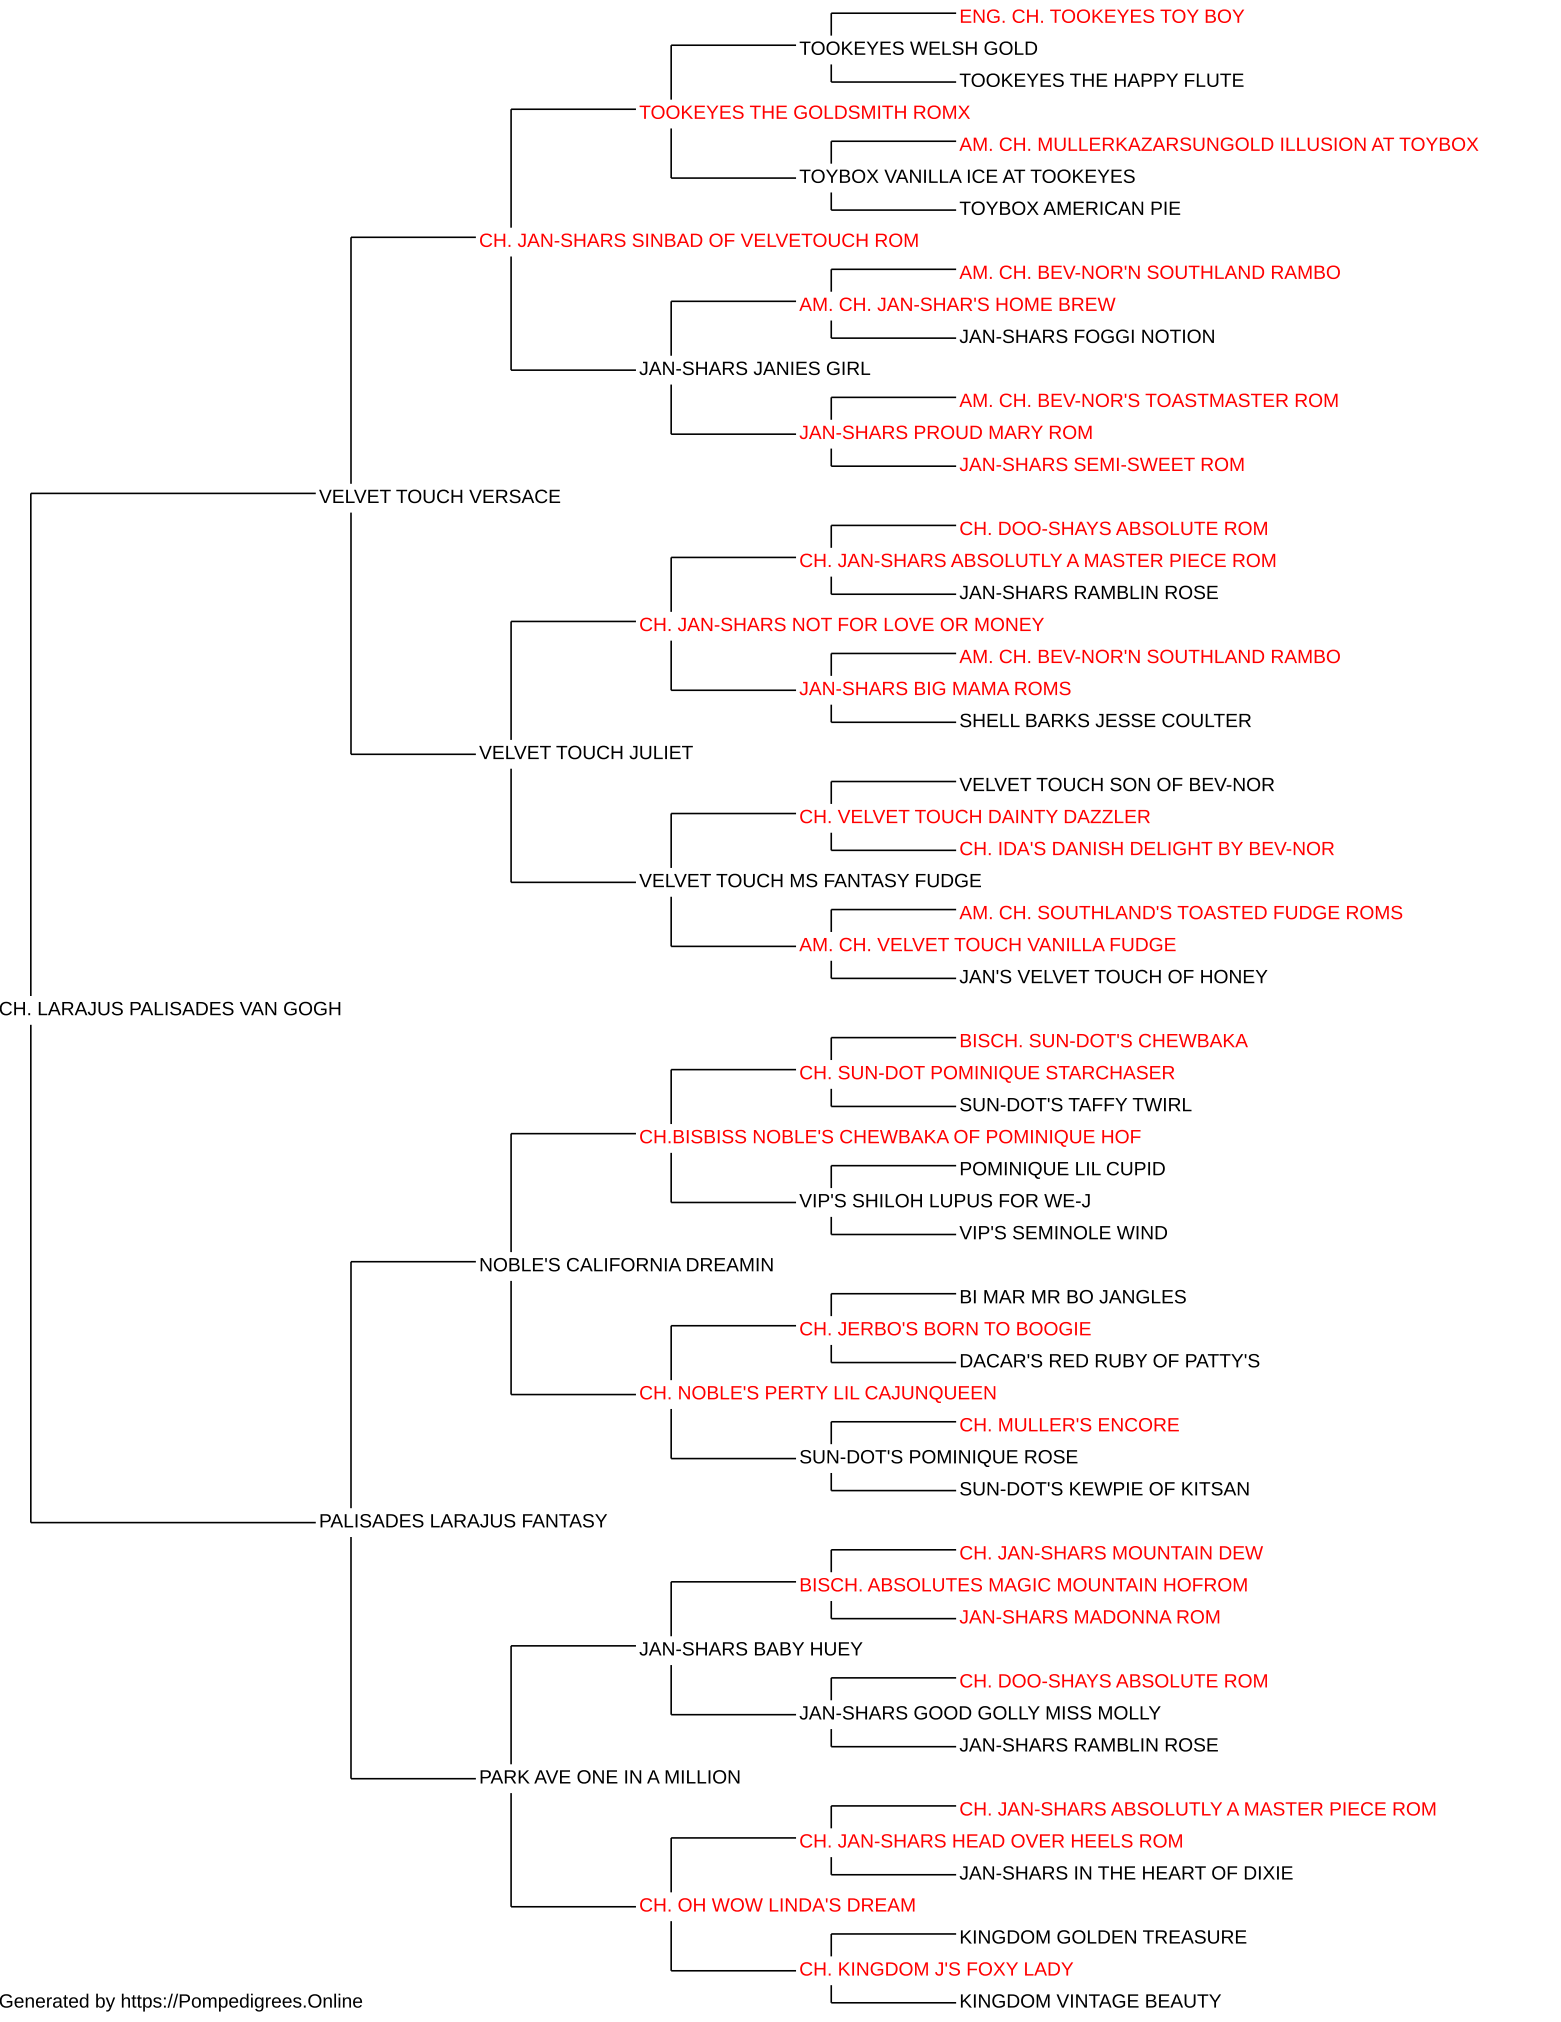 ENG. CH. TOOKEYES TOY BOY
TOOKEYES WELSH GOLD
TOOKEYES THE HAPPY FLUTE
TOOKEYES THE GOLDSMITH ROMX
AM. CH. MULLERKAZARSUNGOLD ILLUSION AT TOYBOX
TOYBOX VANILLA ICE AT TOOKEYES
TOYBOX AMERICAN PIE
CH. JAN-SHARS SINBAD OF VELVETOUCH ROM
AM. CH. BEV-NOR'N SOUTHLAND RAMBO
AM. CH. JAN-SHAR'S HOME BREW
JAN-SHARS FOGGI NOTION
JAN-SHARS JANIES GIRL
AM. CH. BEV-NOR'S TOASTMASTER ROM
JAN-SHARS PROUD MARY ROM
JAN-SHARS SEMI-SWEET ROM
VELVET TOUCH VERSACE
CH. DOO-SHAYS ABSOLUTE ROM
CH. JAN-SHARS ABSOLUTLY A MASTER PIECE ROM
JAN-SHARS RAMBLIN ROSE
CH. JAN-SHARS NOT FOR LOVE OR MONEY
AM. CH. BEV-NOR'N SOUTHLAND RAMBO
JAN-SHARS BIG MAMA ROMS
SHELL BARKS JESSE COULTER
VELVET TOUCH JULIET
VELVET TOUCH SON OF BEV-NOR
CH. VELVET TOUCH DAINTY DAZZLER
CH. IDA'S DANISH DELIGHT BY BEV-NOR
VELVET TOUCH MS FANTASY FUDGE
AM. CH. SOUTHLAND'S TOASTED FUDGE ROMS
AM. CH. VELVET TOUCH VANILLA FUDGE
JAN'S VELVET TOUCH OF HONEY
CH. LARAJUS PALISADES VAN GOGH
BISCH. SUN-DOT'S CHEWBAKA
CH. SUN-DOT POMINIQUE STARCHASER
SUN-DOT'S TAFFY TWIRL
CH.BISBISS NOBLE'S CHEWBAKA OF POMINIQUE HOF
POMINIQUE LIL CUPID
VIP'S SHILOH LUPUS FOR WE-J
VIP'S SEMINOLE WIND
NOBLE'S CALIFORNIA DREAMIN
BI MAR MR BO JANGLES
CH. JERBO'S BORN TO BOOGIE
DACAR'S RED RUBY OF PATTY'S
CH. NOBLE'S PERTY LIL CAJUNQUEEN
CH. MULLER'S ENCORE
SUN-DOT'S POMINIQUE ROSE
SUN-DOT'S KEWPIE OF KITSAN
PALISADES LARAJUS FANTASY
CH. JAN-SHARS MOUNTAIN DEW
BISCH. ABSOLUTES MAGIC MOUNTAIN HOFROM
JAN-SHARS MADONNA ROM
JAN-SHARS BABY HUEY
CH. DOO-SHAYS ABSOLUTE ROM
JAN-SHARS GOOD GOLLY MISS MOLLY
JAN-SHARS RAMBLIN ROSE
PARK AVE ONE IN A MILLION
CH. JAN-SHARS ABSOLUTLY A MASTER PIECE ROM
CH. JAN-SHARS HEAD OVER HEELS ROM
JAN-SHARS IN THE HEART OF DIXIE
CH. OH WOW LINDA'S DREAM
KINGDOM GOLDEN TREASURE
CH. KINGDOM J'S FOXY LADY
KINGDOM VINTAGE BEAUTY
Generated by https://Pompedigrees.Online